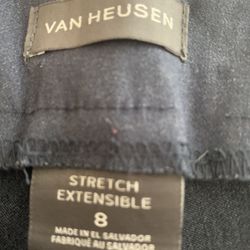 VAN HEUSEN
STRETCH
EXTENSIBLE
8
MADE IN EL SALVADOR
FABRIQUÉ AU SALVADOR